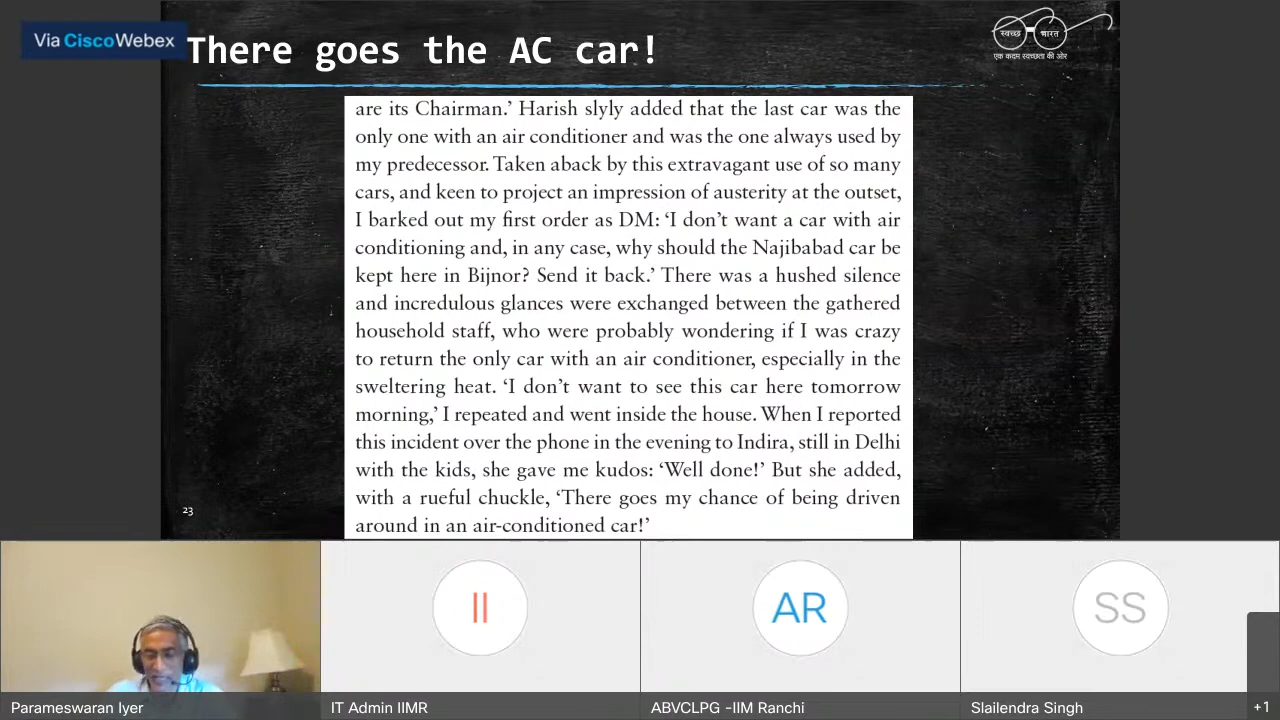 Via Cisco Webex
There goes the AC car!
स्वच्छ भारत
एक कदम स्वच्छता की ओर
are its Chairman.’ Harish slyly added that the last car was the
only one with an air conditioner and was the one always used by
my predecessor. Taken aback by this extravagant use of so many
cars, and keen to project an impression of austerity at the outset,
I barked out my first order as DM: ‘I don’t want a car with air
conditioning and, in any case, why should the Najibabad car be
kept here in Bijnor? Send it back.’ There was a hushed silence
and incredulous glances were exchanged between the gathered
household staff, who were probably wondering if I was crazy
to return the only car with an air conditioner, especially in the
sweltering heat. ‘I don’t want to see this car here tomorrow
morning,’ I repeated and went inside the house. When I reported
this incident over the phone in the evening to Indira, still in Delhi
with the kids, she gave me kudos: ‘Well done!’ But she added,
with a rueful chuckle, ‘There goes my chance of being driven
around in an air-conditioned car!’
23
II
AR
SS
Parameswaran Iyer
IT Admin IIMR
ABVCLPG -IIM Ranchi
Slailendra Singh
+1